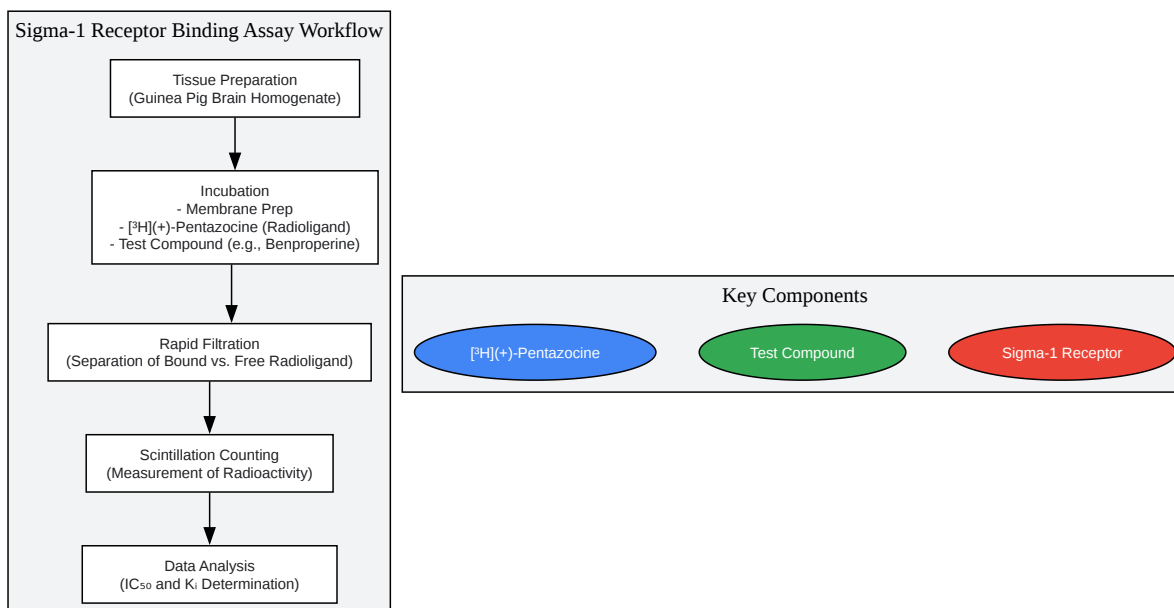 Sigma-1 Receptor Binding Assay Workflow
Tissue Preparation
(Guinea Pig Brain Homogenate)
Incubation
- Membrane Prep
- [³H](+)-Pentazocine (Radioligand)
- Test Compound (e.g., Benproperine)
Rapid Filtration
(Separation of Bound vs. Free Radioligand)
Scintillation Counting
(Measurement of Radioactivity)
Data Analysis
(IC₅₀ and Kᵢ Determination)
Key Components
[³H](+)-Pentazocine
Test Compound
Sigma-1 Receptor